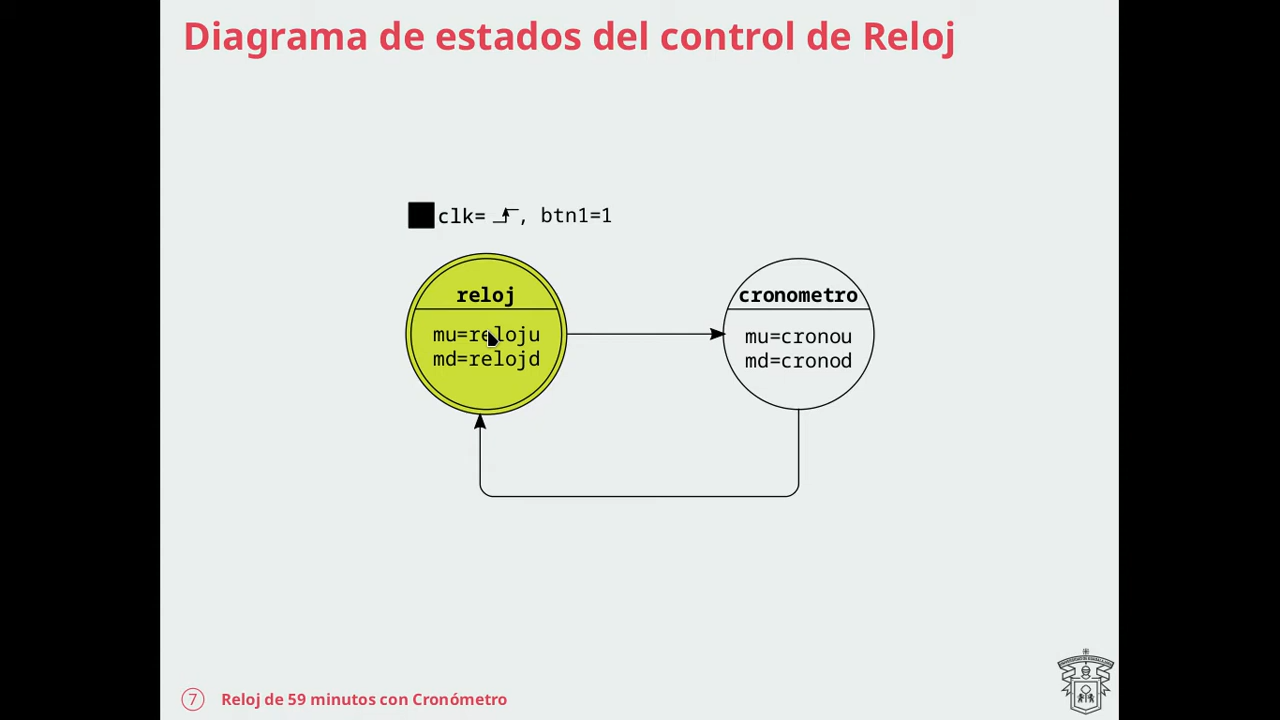 Diagrama de estados del control de Reloj
clk= , btn1=1
reloj
mu=reloju
md=relojd
cronometro
mu=cronou
md=cronod
7
Reloj de 59 minutos con Cronómetro